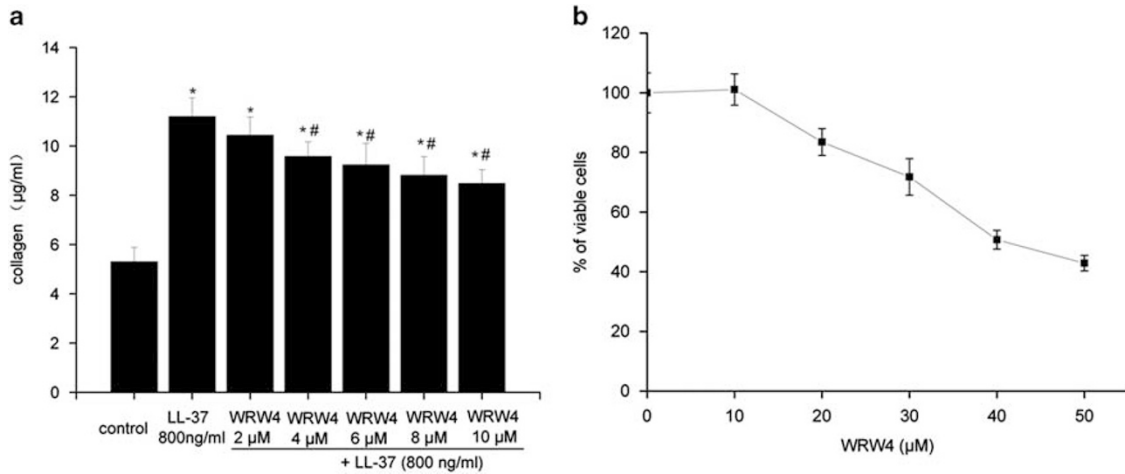 a
14
12
10
8
6
4
2
0
collagen （μg/ml）
*
*
*#
*#
*#
*#
control
LL-37
800ng/ml
WRW4
2 μM
WRW4
4 μM
WRW4
6 μM
WRW4
8 μM
WRW4
10 μM
+ LL-37 (800 ng/ml)
b
120
100
80
60
40
20
0
% of viable cells
0 10 20 30 40 50
WRW4 (μM)